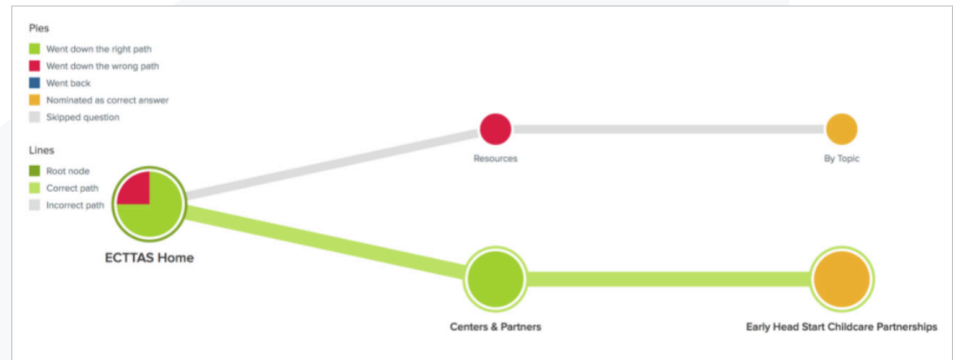 Pies
Went down the right path
Went down the wrong path
Went back
Nominated as correct answer
Skipped question
Lines
Root node
Correct path
Incorrect path
ECTTAS Home
Resources
By Topic
Centers & Partners
Early Head Start Childcare Partnerships